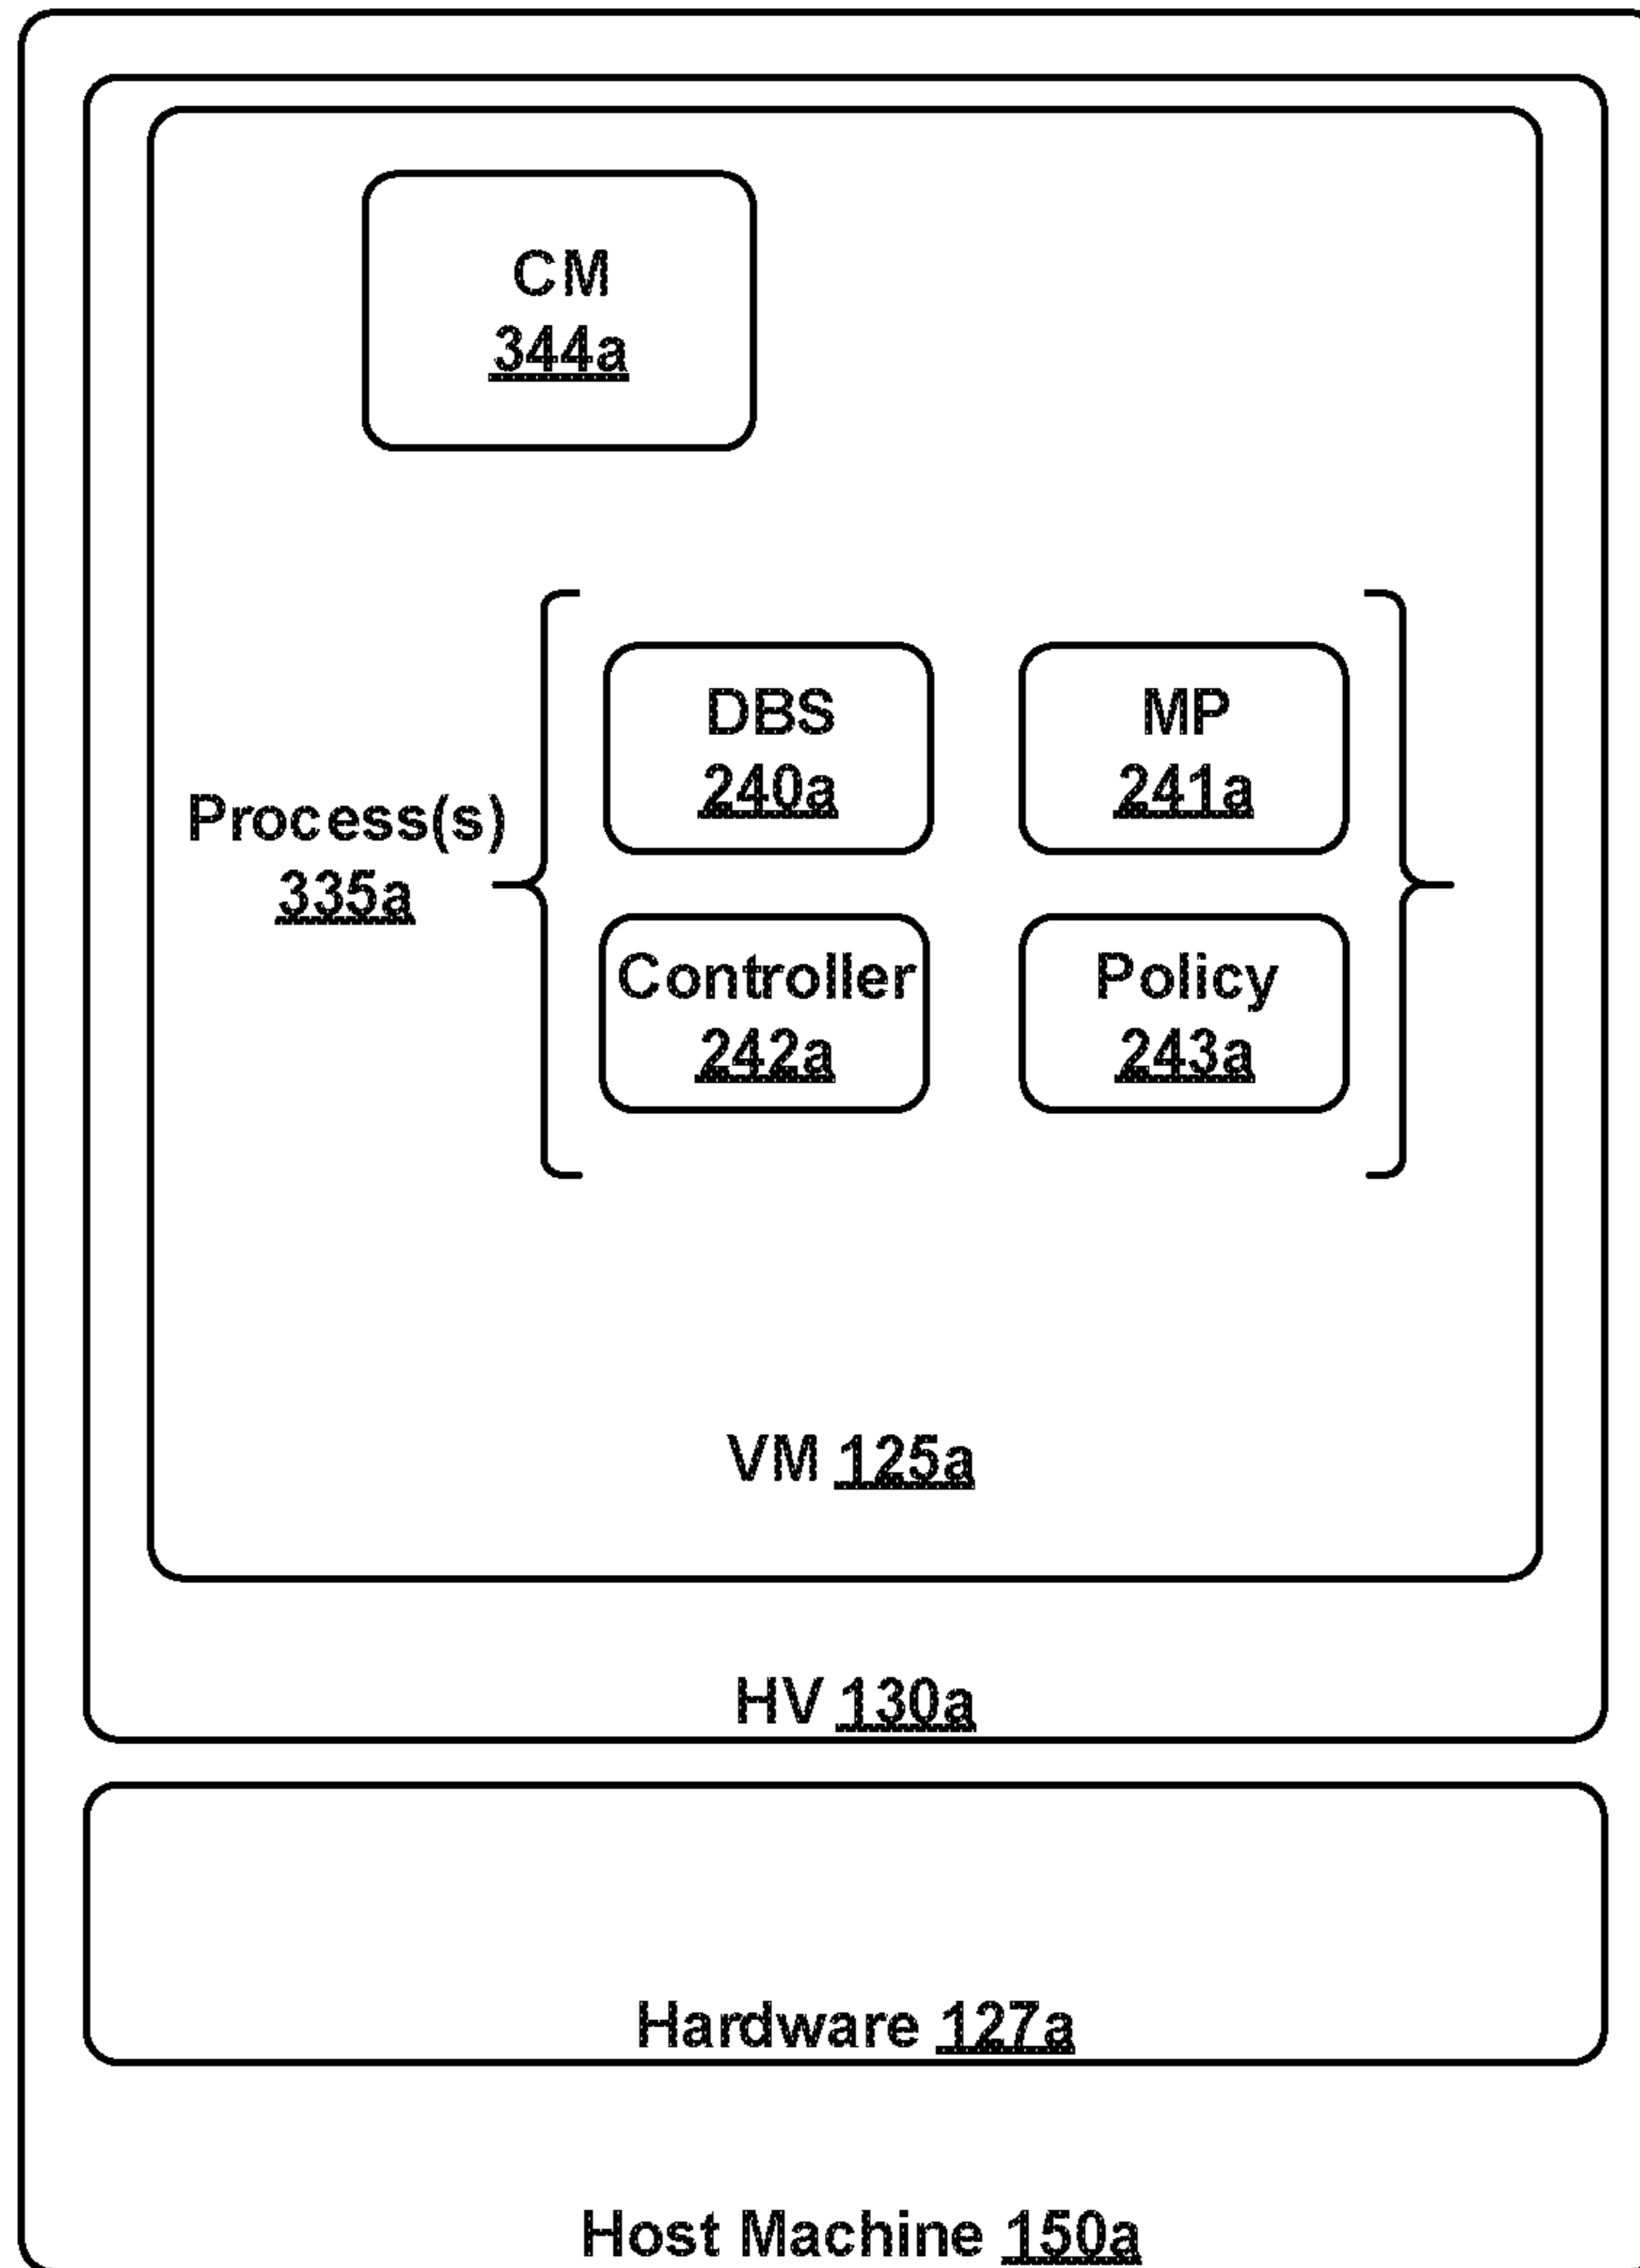 CM
344a
DBS
240a
MP
241a
Process(s)
335a
Controller
242a
Policy
243a
VM 125a
HV 130a
Hardware 127a
Host Machine 150a